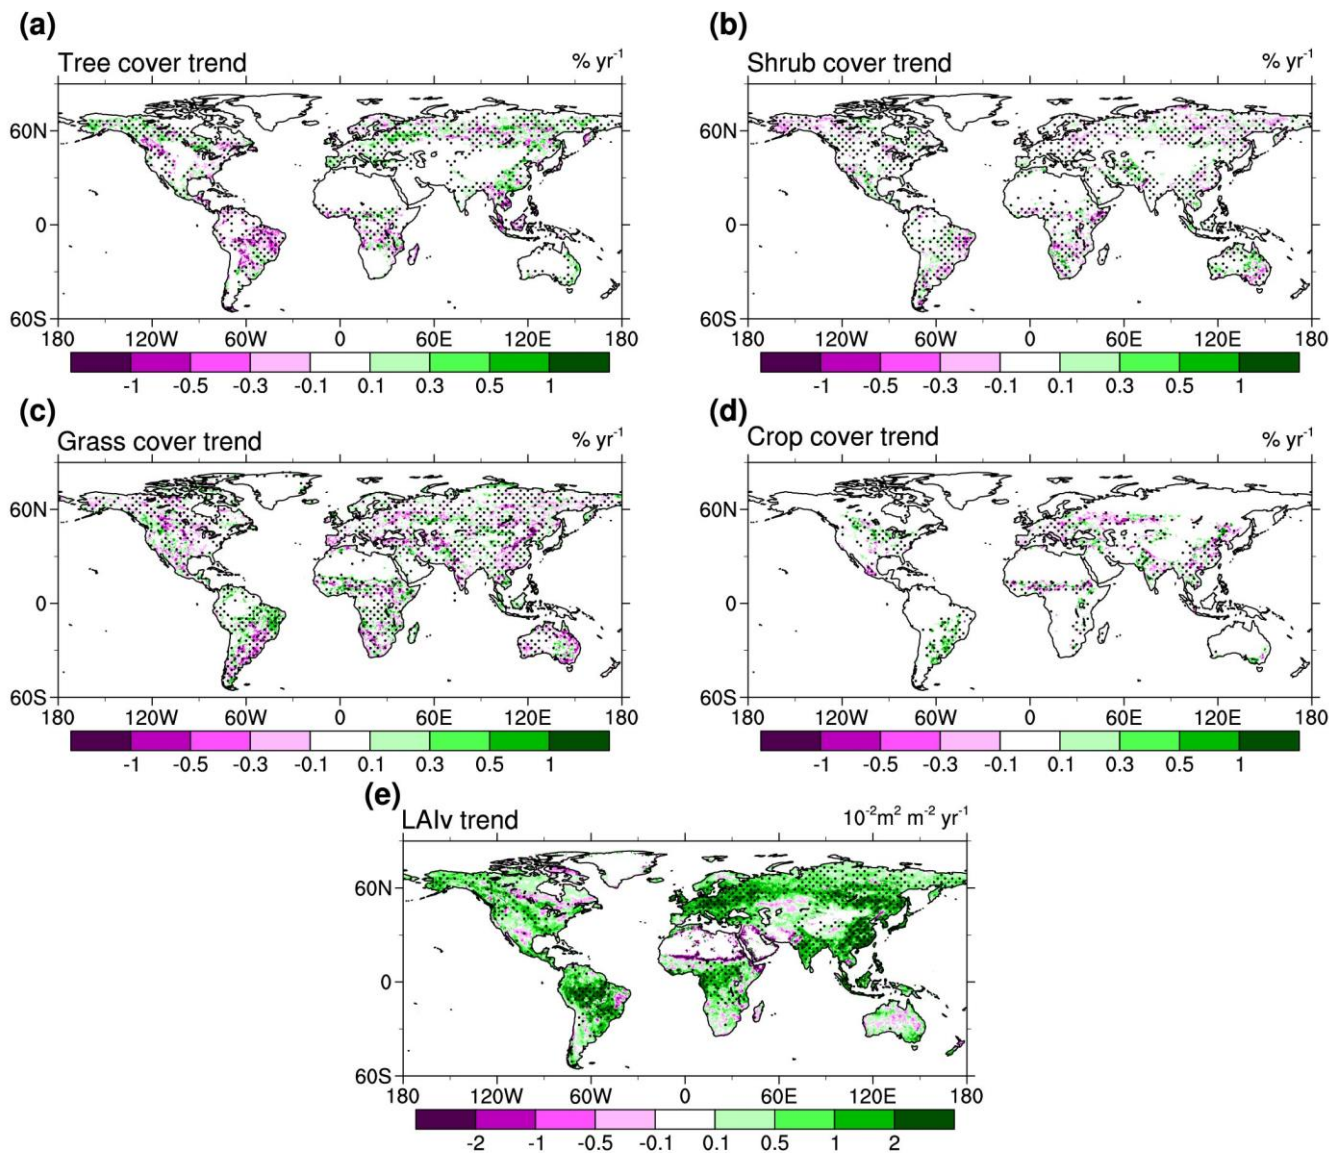 (a)
Tree cover trend % yr⁻¹
60N
0
60S
180 120W 60W 0 60E 120E 180
-1 -0.5 -0.3 -0.1 0.1 0.3 0.5 1
(b)
Shrub cover trend % yr⁻¹
60N
0
60S
180 120W 60W 0 60E 120E 180
-1 -0.5 -0.3 -0.1 0.1 0.3 0.5 1
(c)
Grass cover trend % yr⁻¹
60N
0
60S
180 120W 60W 0 60E 120E 180
-1 -0.5 -0.3 -0.1 0.1 0.3 0.5 1
(d)
Crop cover trend % yr⁻¹
60N
0
60S
180 120W 60W 0 60E 120E 180
-1 -0.5 -0.3 -0.1 0.1 0.3 0.5 1
(e)
LAIv trend 10⁻²m² m⁻² yr⁻¹
60N
0
60S
180 120W 60W 0 60E 120E 180
-2 -1 -0.5 -0.1 0.1 0.5 1 2